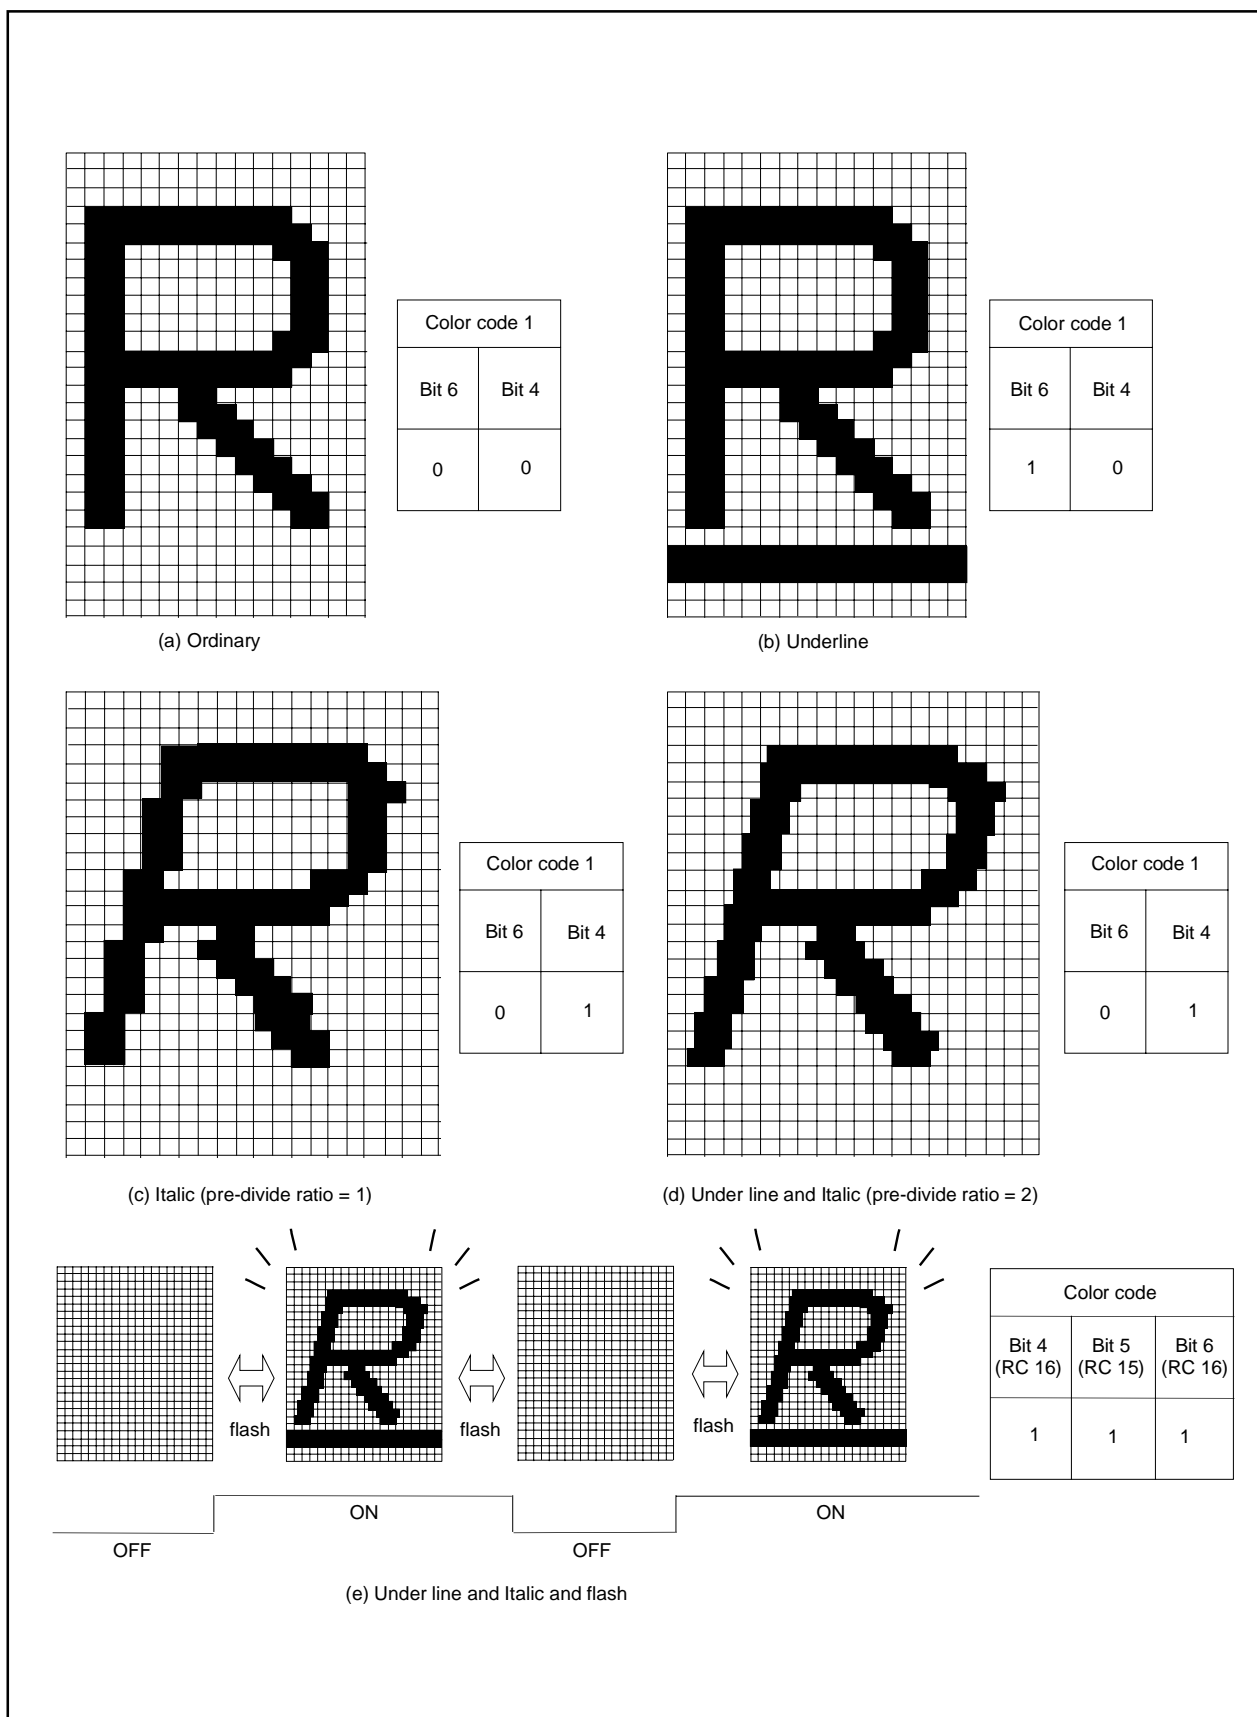 Color code 1
Bit 6 Bit 4
0 0
(a) Ordinary
Color code 1
Bit 6 Bit 4
1 0
(b) Underline
Color code 1
Bit 6 Bit 4
0 1
(c) Italic (pre-divide ratio = 1)
Color code 1
Bit 6 Bit 4
0 1
(d) Under line and Italic (pre-divide ratio = 2)
flash
flash
flash
Color code
Bit 4 Bit 5 Bit 6
(RC 16) (RC 15) (RC 16)
1 1 1
OFF
ON
OFF
ON
(e) Under line and Italic and flash